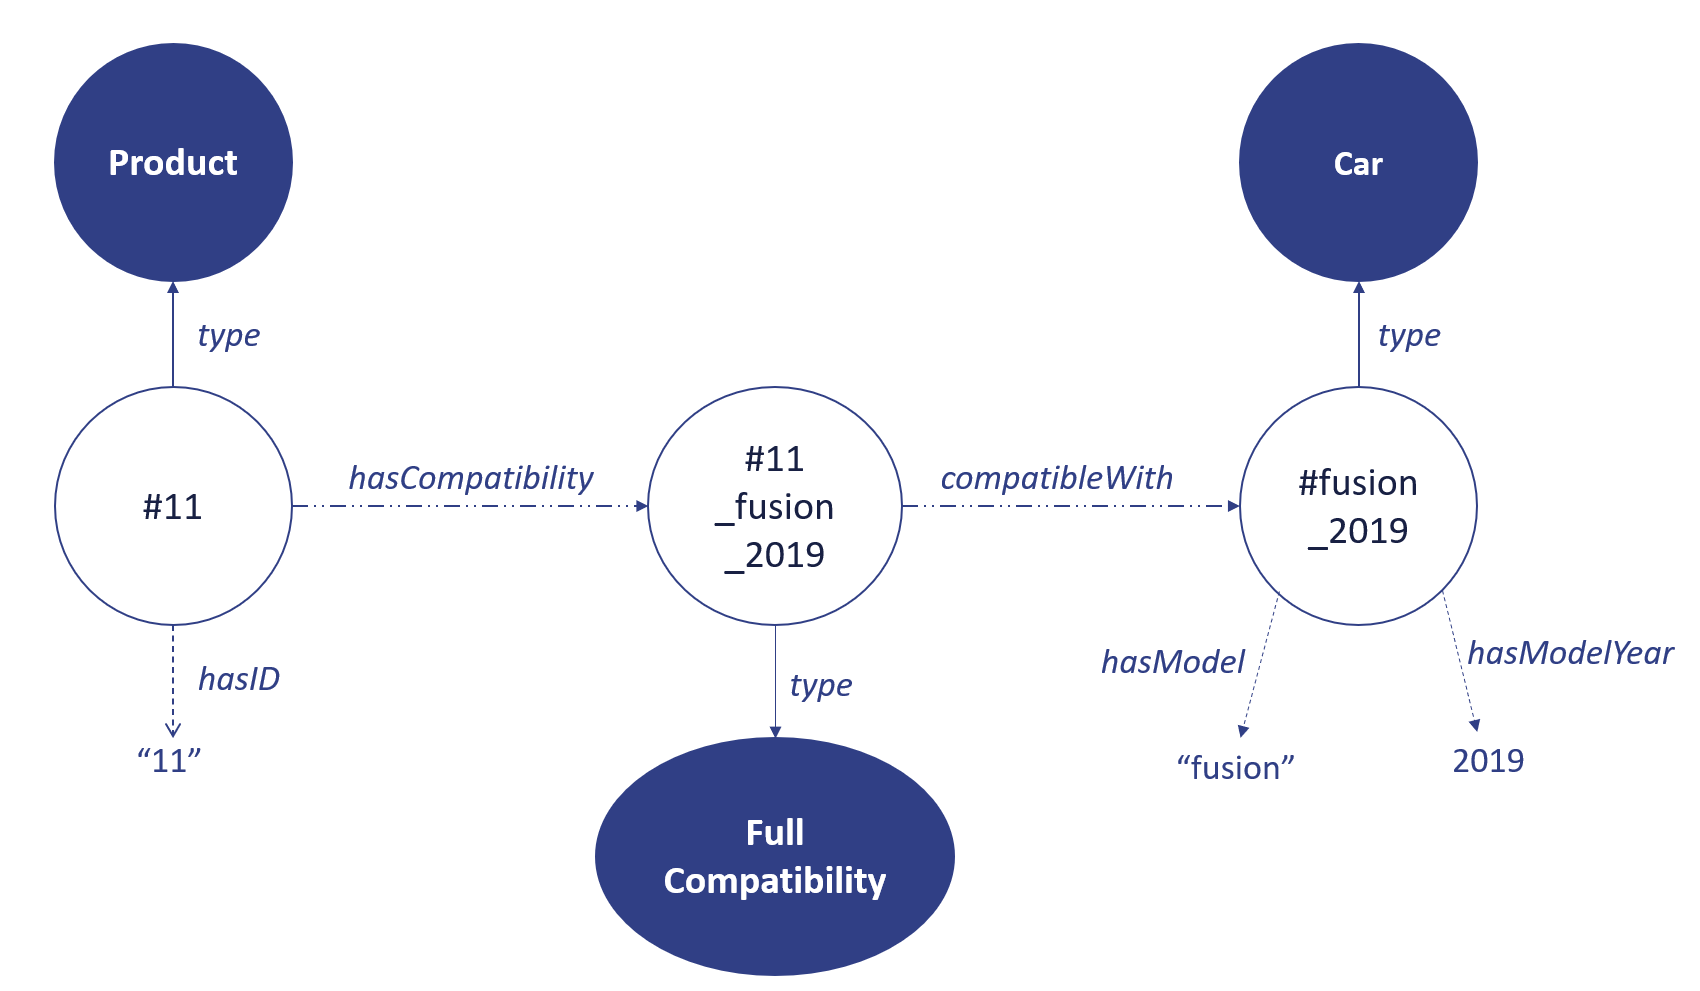 Product
Car
type
type
#11
hasCompatibility
#11
_fusion
_2019
compatibleWith
#fusion
_2019
hasID
type
hasModel
hasModelYear
“11”
“fusion”
2019
Full
Compatibility